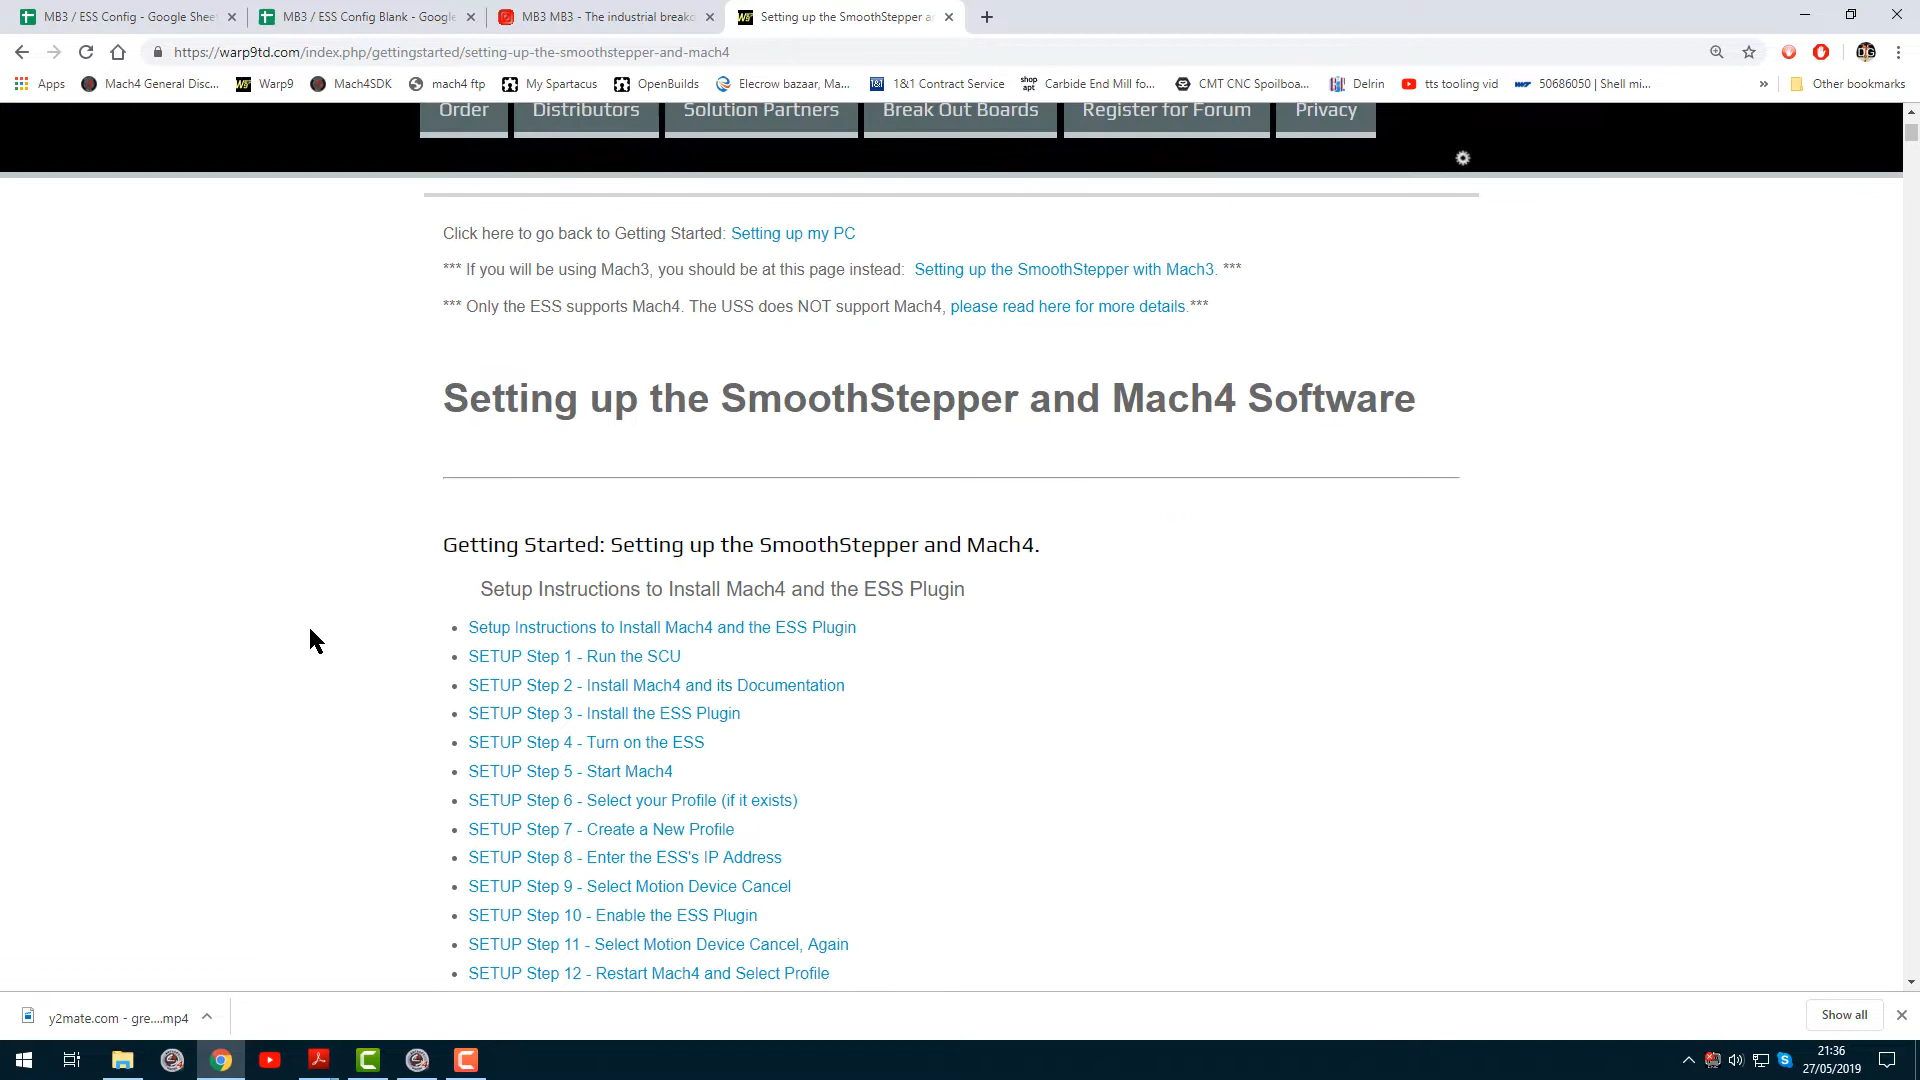 MB3 / ESS Config - Google Shee
MB3 / ESS Config Blank - Google
MB3 MB3 - The industrial breako
Setting up the SmoothStepper an
https://warp9td.com/index.php/gettingstarted/setting-up-the-smoothstepper-and-mach4
Apps
Mach4 General Disc...
Warp9
Mach4SDK
mach4 ftp
My Spartacus
OpenBuilds
Elecrow bazaar, Ma...
1&1 Contract Service
Carbide End Mill fo...
CMT CNC Spoilboa...
Delrin
tts tooling vid
50686050 | Shell mi...
»
Other bookmarks
Order
Distributors
Solution Partners
Break Out Boards
Register for Forum
Privacy
Click here to go back to Getting Started: Setting up my PC
*** If you will be using Mach3, you should be at this page instead: Setting up the SmoothStepper with Mach3. ***
*** Only the ESS supports Mach4. The USS does NOT support Mach4, please read here for more details.***
Setting up the SmoothStepper and Mach4 Software
Getting Started: Setting up the SmoothStepper and Mach4.
Setup Instructions to Install Mach4 and the ESS Plugin
• Setup Instructions to Install Mach4 and the ESS Plugin
• SETUP Step 1 - Run the SCU
• SETUP Step 2 - Install Mach4 and its Documentation
• SETUP Step 3 - Install the ESS Plugin
• SETUP Step 4 - Turn on the ESS
• SETUP Step 5 - Start Mach4
• SETUP Step 6 - Select your Profile (if it exists)
• SETUP Step 7 - Create a New Profile
• SETUP Step 8 - Enter the ESS's IP Address
• SETUP Step 9 - Select Motion Device Cancel
• SETUP Step 10 - Enable the ESS Plugin
• SETUP Step 11 - Select Motion Device Cancel, Again
• SETUP Step 12 - Restart Mach4 and Select Profile
y2mate.com - gre....mp4
Show all
21:36
27/05/2019